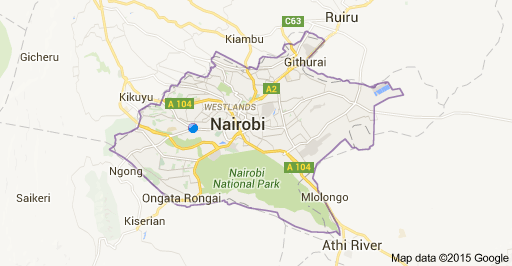 Ruiru
C63
Kiambu
Gicheru
Githurai
A2
Kikuyu
A 104
WESTLANDS
Nairobi
A 104
Ngong
Nairobi
National Park
Saikeri
Ongata Rongai
Mlolongo
Kiserian
Athi River
Map data ©2015 Google